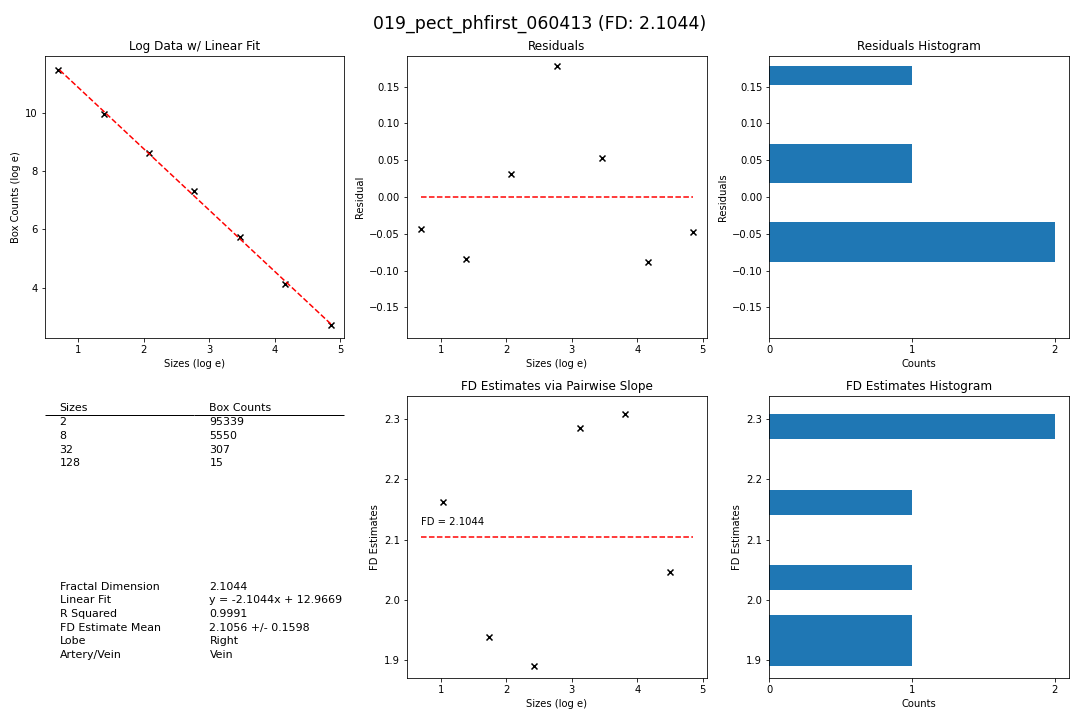 019_pect_phfirst_060413 (FD: 2.1044)
Log Data w/ Linear Fit
Box Counts (log e)
10
8
6
4
1 2 3 4 5
Sizes (log e)
Residuals
Residual
0.15
0.10
0.05
0.00
−0.05
−0.10
−0.15
1 2 3 4 5
Sizes (log e)
Residuals Histogram
Residuals
0.15
0.10
0.05
0.00
−0.05
−0.10
−0.15
0 1 2
Counts
Sizes Box Counts
2 95339
8 5550
32 307
128 15
Fractal Dimension 2.1044
Linear Fit y = -2.1044x + 12.9669
R Squared 0.9991
FD Estimate Mean 2.1056 +/- 0.1598
Lobe Right
Artery/Vein Vein
FD Estimates via Pairwise Slope
FD Estimates
2.3
2.2
2.1
2.0
1.9
FD = 2.1044
1 2 3 4 5
Sizes (log e)
FD Estimates Histogram
FD Estimates
2.3
2.2
2.1
2.0
1.9
0 1 2
Counts